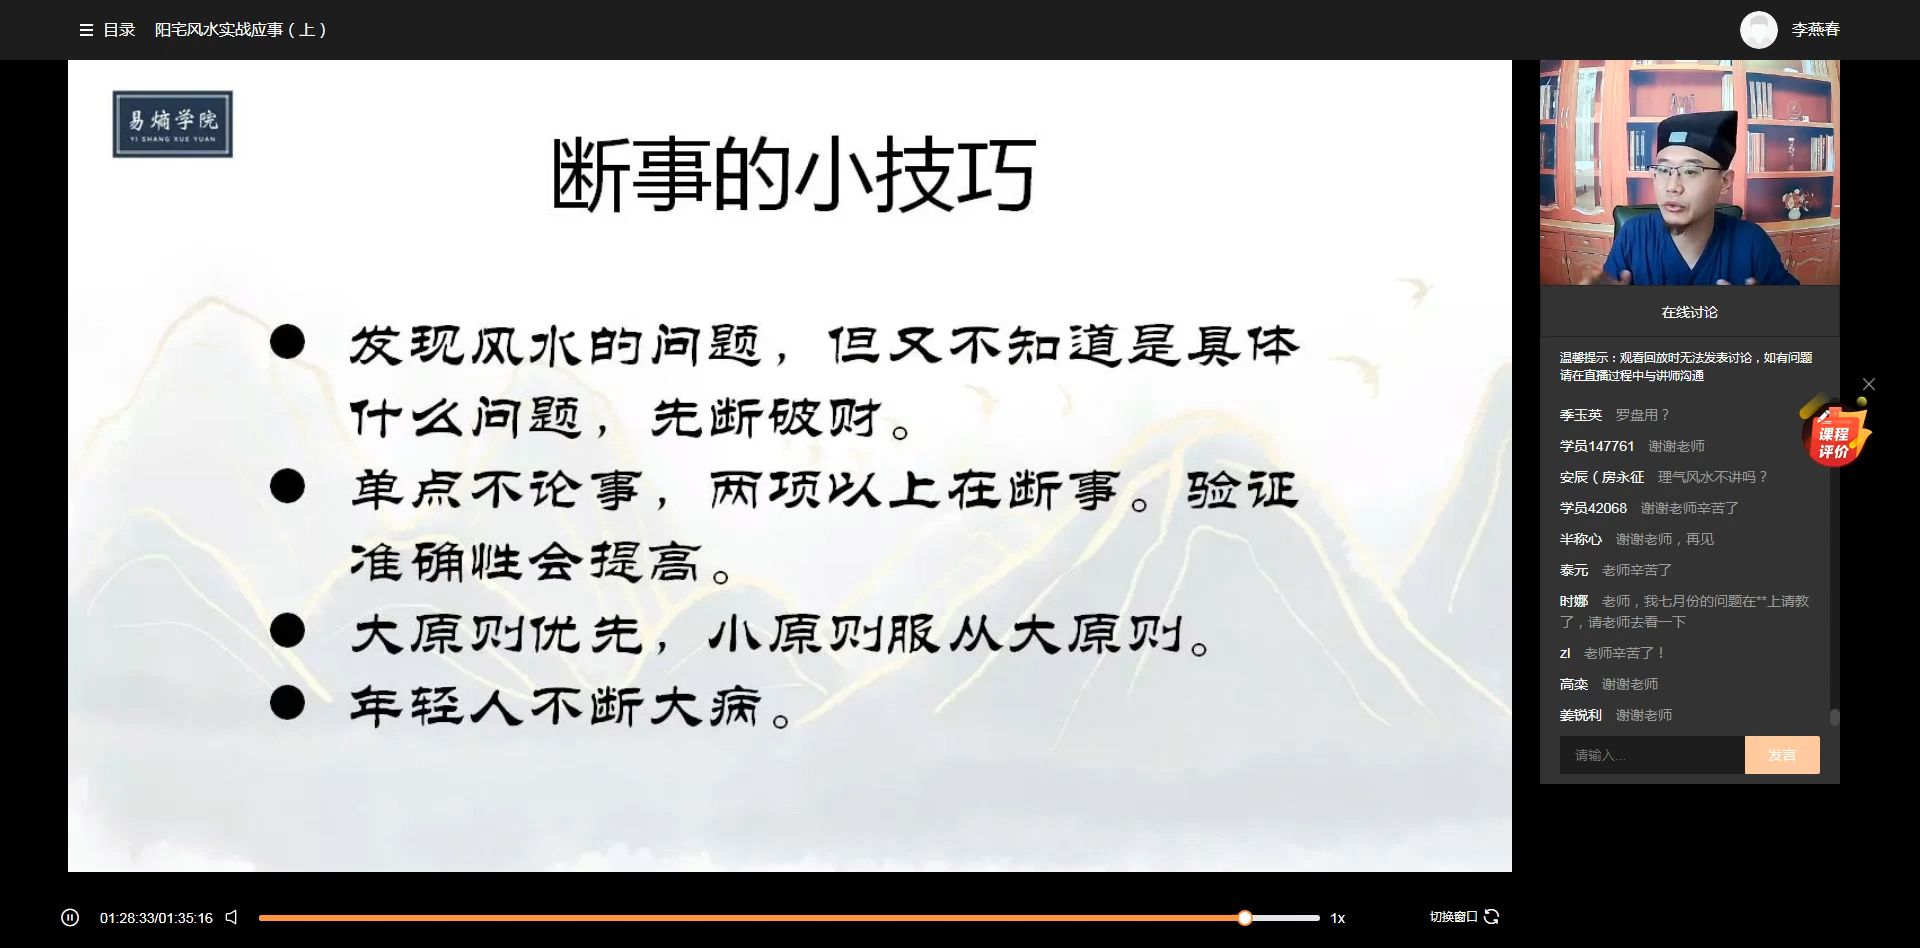 目录 阳宅风水实战应事（上）
李燕春
易熵学院
YI SHANG XUE YUAN
断事的小技巧
发现风水的问题，但又不知道是具体
什么问题，先断破财。
单点不论事，两项以上在断事。验证
准确性会提高。
大原则优先，小原则服从大原则。
年轻人不断大病。
在线讨论
温馨提示：观看回放时无法发表讨论，如有问题
请在直播过程中与讲师沟通
季玉英 罗盘用？
学员147761 谢谢老师
安辰（房永征 理气风水不讲吗？
学员42068 谢谢老师辛苦了
半称心 谢谢老师，再见
泰元 老师辛苦了
时娜 老师，我七月份的问题在**上请教
了，请老师去看一下
zl 老师辛苦了！
高栾 谢谢老师
姜锐利 谢谢老师
请输入...
发言
课程
评价
01:28:33/01:35:16
1x
切换窗口